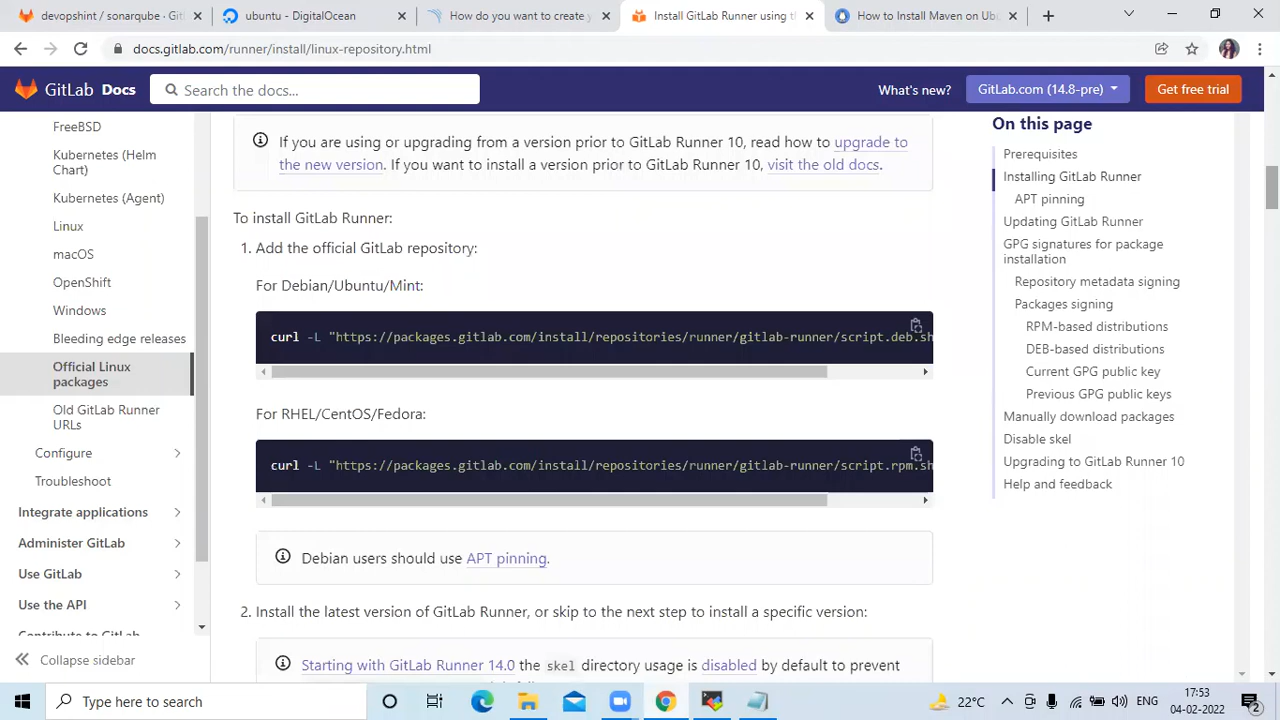 devopshint / sonarqube · Git
ubuntu - DigitalOcean
How do you want to create y
Install GitLab Runner using th
How to Install Maven on Ubu
docs.gitlab.com/runner/install/linux-repository.html
GitLab Docs
Search the docs...
What's new?
GitLab.com (14.8-pre)
Get free trial
FreeBSD
Kubernetes (Helm
Chart)
Kubernetes (Agent)
Linux
macOS
OpenShift
Windows
Bleeding edge releases
Official Linux
packages
Old GitLab Runner
URLs
Configure
Troubleshoot
Integrate applications
Administer GitLab
Use GitLab
Use the API
Contribute to GitLab
Collapse sidebar
If you are using or upgrading from a version prior to GitLab Runner 10, read how to upgrade to
the new version. If you want to install a version prior to GitLab Runner 10, visit the old docs.
To install GitLab Runner:
1. Add the official GitLab repository:
For Debian/Ubuntu/Mint:
curl -L "https://packages.gitlab.com/install/repositories/runner/gitlab-runner/script.deb.sh
For RHEL/CentOS/Fedora:
curl -L "https://packages.gitlab.com/install/repositories/runner/gitlab-runner/script.rpm.sh
Debian users should use APT pinning.
2. Install the latest version of GitLab Runner, or skip to the next step to install a specific version:
Starting with GitLab Runner 14.0 the skel directory usage is disabled by default to prevent
On this page
Prerequisites
Installing GitLab Runner
APT pinning
Updating GitLab Runner
GPG signatures for package
installation
Repository metadata signing
Packages signing
RPM-based distributions
DEB-based distributions
Current GPG public key
Previous GPG public keys
Manually download packages
Disable skel
Upgrading to GitLab Runner 10
Help and feedback
Type here to search
22°C
ENG
17:53
04-02-2022
2